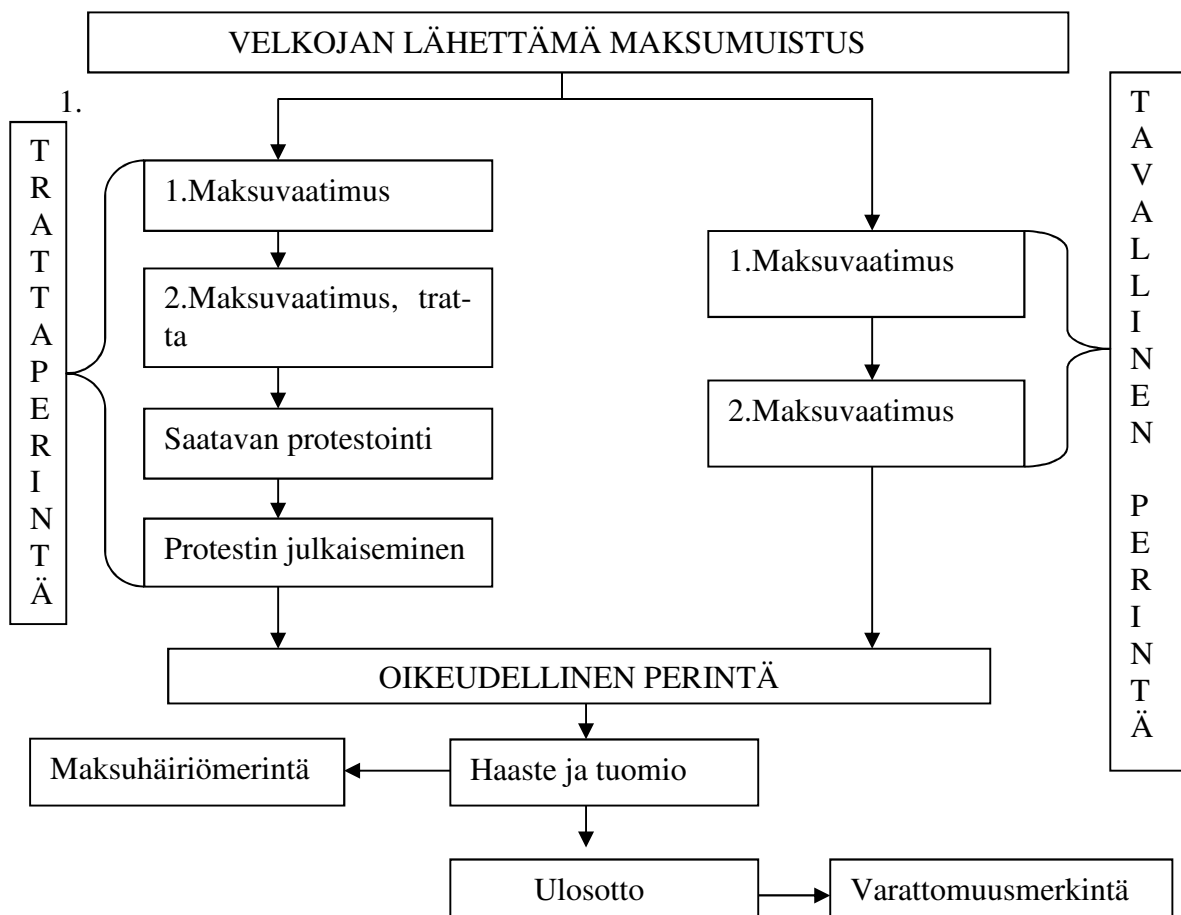 VELKOJAN LÄHETTÄMÄ MAKSUMUISTUS
1.
TRATTAPERINTÄ
1.Maksuvaatimus
2.Maksuvaatimus, trat-
ta
Saatavan protestointi
Protestin julkaiseminen
1.Maksuvaatimus
2.Maksuvaatimus
TAVALLINEN PERINTÄ
OIKEUDELLINEN PERINTÄ
Maksuhäiriömerintä
Haaste ja tuomio
Ulosotto
Varattomuusmerkintä